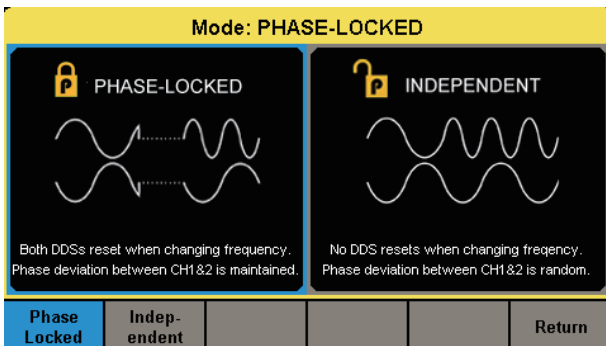 Mode: PHASE-LOCKED
P PHASE-LOCKED
Both DDSs reset when changing frequency.
Phase deviation between CH1&2 is maintained.
P INDEPENDENT
No DDS resets when changing freqency.
Phase deviation between CH1&2 is random.
Phase
Locked
Indep-
endent
Return